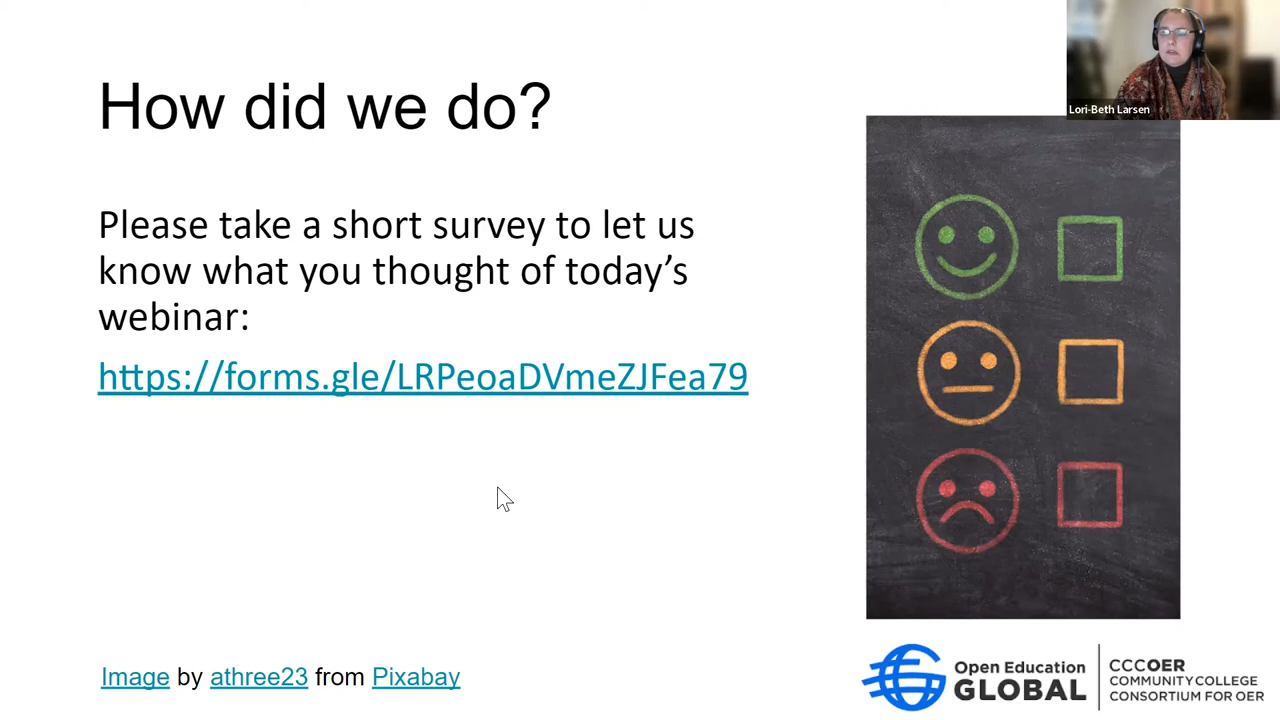 How did we do?
Lori-Beth Larsen
Please take a short survey to let us
know what you thought of today's
webinar:
https://forms.gle/LRPeoaDVmeZJFea79
Image by athree23 from Pixabay
Open Education
GLOBAL
CCCOER
COMMUNITY COLLEGE
CONSORTIUM FOR OER